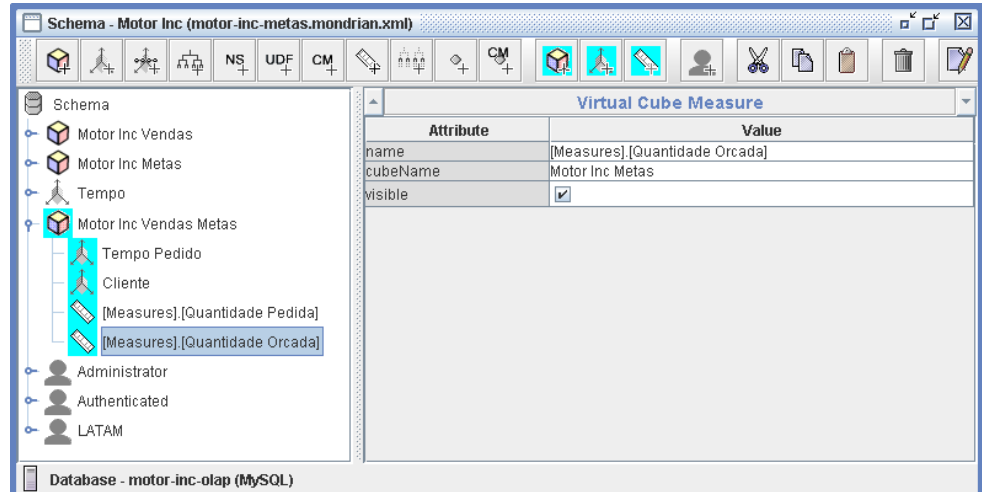 Schema - Motor Inc (motor-inc-metas.mondrian.xml)
NS UDF CM CM
Schema
Motor Inc Vendas
Motor Inc Metas
Tempo
Motor Inc Vendas Metas
Tempo Pedido
Cliente
[Measures].[Quantidade Pedida]
[Measures].[Quantidade Orcada]
Administrator
Authenticated
LATAM
Virtual Cube Measure
Attribute Value
name [Measures].[Quantidade Orcada]
cubeName Motor Inc Metas
visible
Database - motor-inc-olap (MySQL)